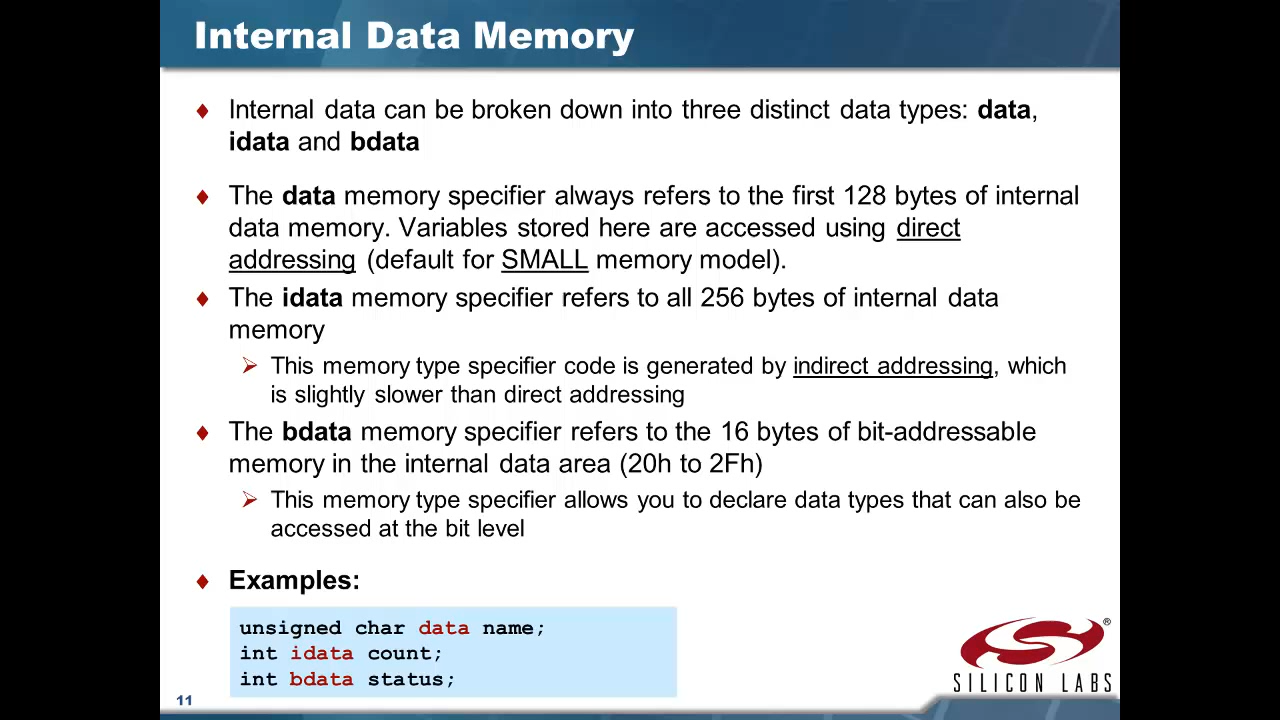 Internal Data Memory
Internal data can be broken down into three distinct data types: data,
idata and bdata
The data memory specifier always refers to the first 128 bytes of internal
data memory. Variables stored here are accessed using direct
addressing (default for SMALL memory model).
The idata memory specifier refers to all 256 bytes of internal data
memory
This memory type specifier code is generated by indirect addressing, which
is slightly slower than direct addressing
The bdata memory specifier refers to the 16 bytes of bit-addressable
memory in the internal data area (20h to 2Fh)
This memory type specifier allows you to declare data types that can also be
accessed at the bit level
Examples:
unsigned char data name;
int idata count;
int bdata status;
®
SILICON LABS
11